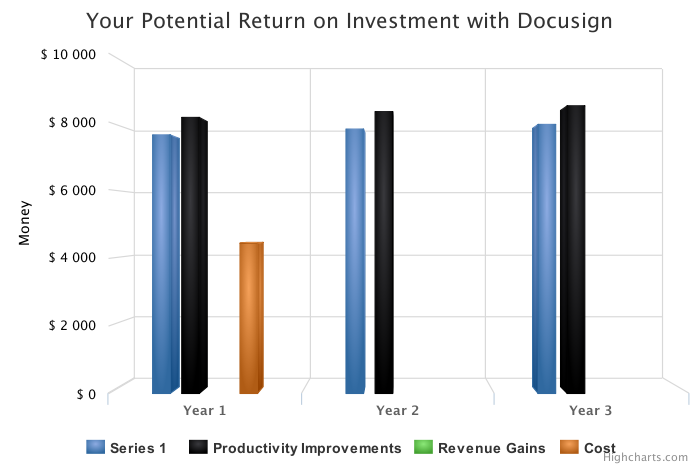 Your Potential Return on Investment with Docusign
$ 10 000
$ 8 000
$ 6 000
$ 4 000
$ 2 000
$ 0
Money
Year 1
Year 2
Year 3
Series 1
Productivity Improvements
Revenue Gains
Cost
Highcharts.com